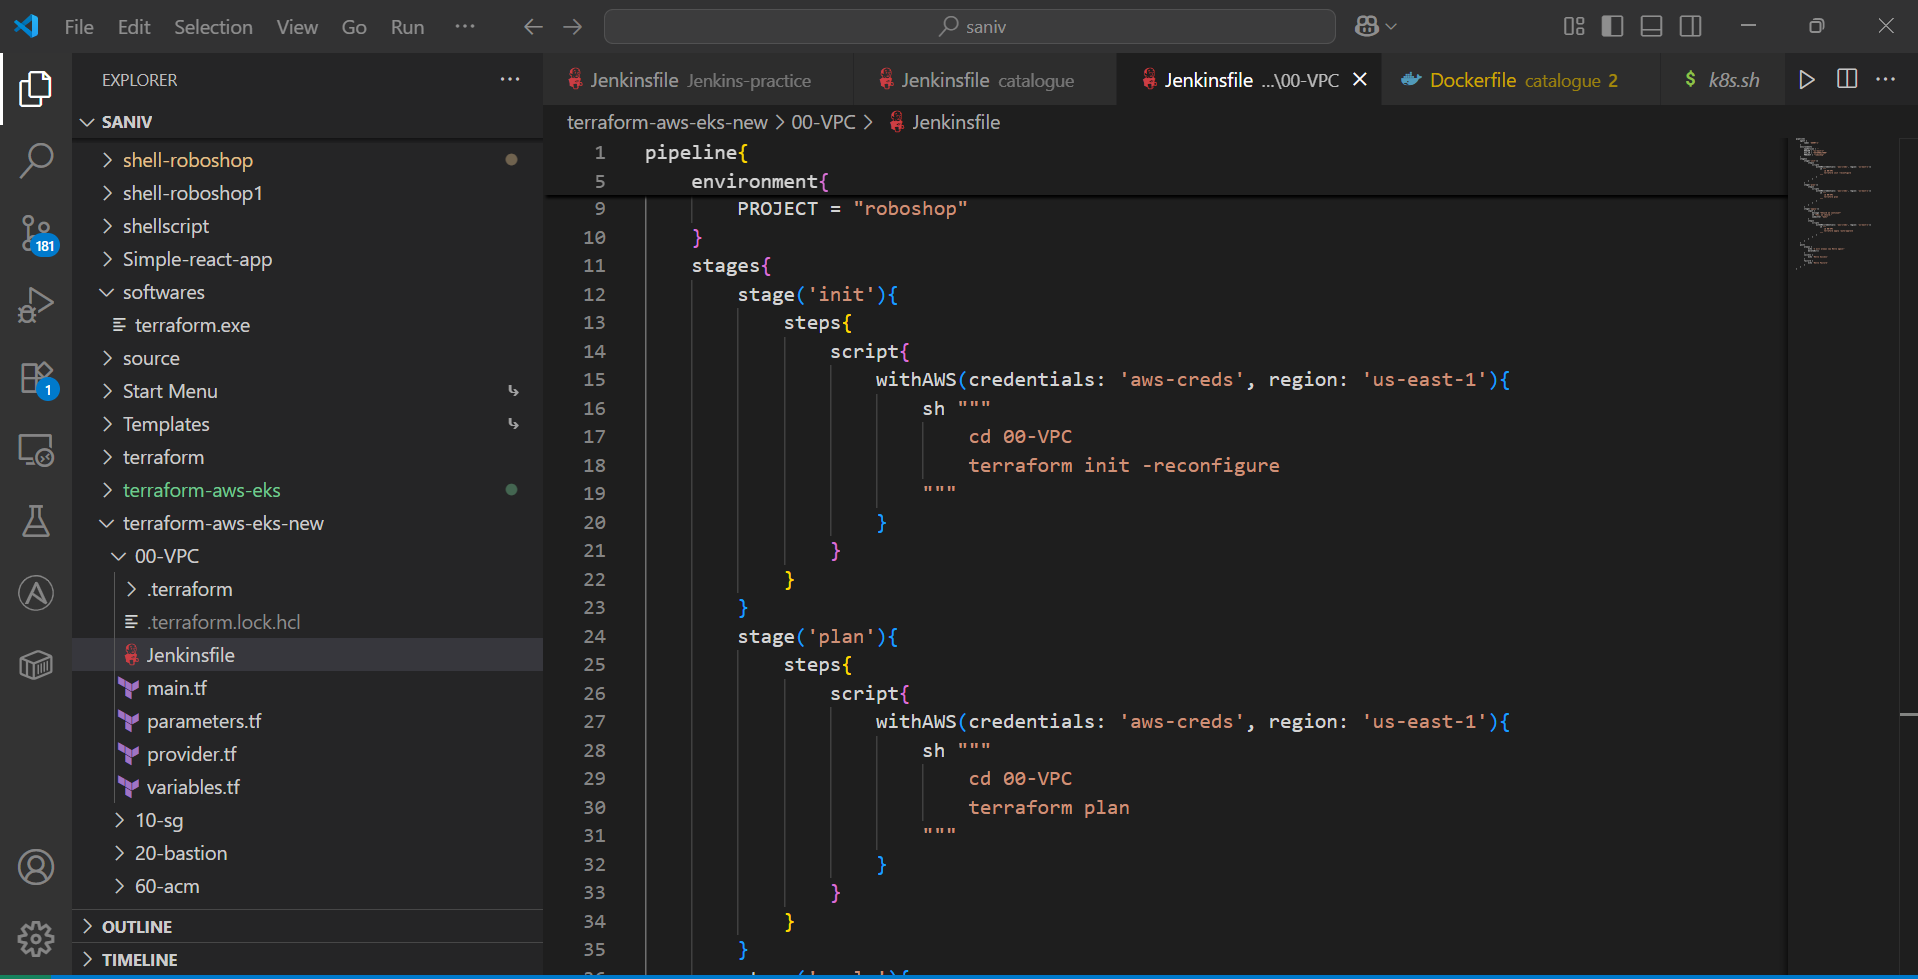 File Edit Selection View Go Run ··· saniv
EXPLORER ···
SANIV
shell-roboshop
shell-roboshop1
shellscript
Simple-react-app
softwares
terraform.exe
source
Start Menu
Templates
terraform
terraform-aws-eks
terraform-aws-eks-new
00-VPC
.terraform
.terraform.lock.hcl
Jenkinsfile
main.tf
parameters.tf
provider.tf
variables.tf
10-sg
20-bastion
60-acm
OUTLINE
TIMELINE
181
1
Jenkinsfile Jenkins-practice Jenkinsfile catalogue Jenkinsfile ...\00-VPC Dockerfile catalogue 2 $ k8s.sh ···
terraform-aws-eks-new > 00-VPC > Jenkinsfile
1 pipeline{
5 environment{
9 PROJECT = "roboshop"
10 }
11 stages{
12 stage('init'){
13 steps{
14 script{
15 withAWS(credentials: 'aws-creds', region: 'us-east-1'){
16 sh """
17 cd 00-VPC
18 terraform init -reconfigure
19 """
20 }
21 }
22 }
23 }
24 stage('plan'){
25 steps{
26 script{
27 withAWS(credentials: 'aws-creds', region: 'us-east-1'){
28 sh """
29 cd 00-VPC
30 terraform plan
31 """
32 }
33 }
34 }
35 }